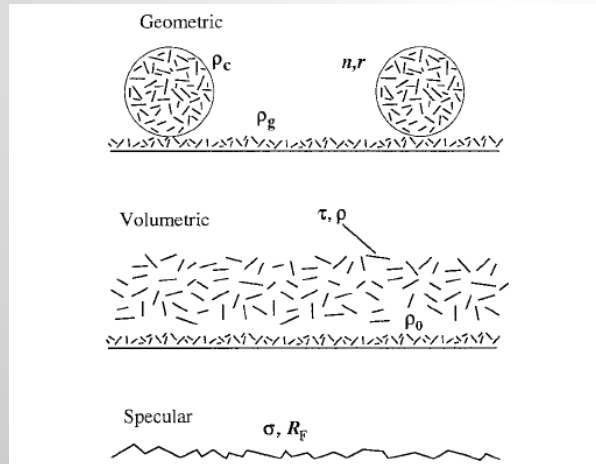 Geometric
ρc n,r
ρg
Volumetric τ, ρ
ρ0
Specular σ, RF